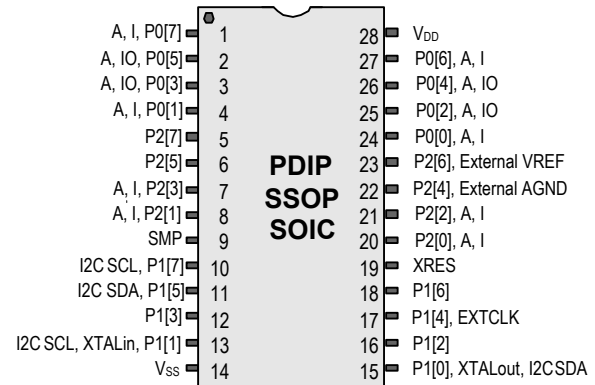 A, I, P0[7] 1 28 VDD
A, IO, P0[5] 2 27 P0[6], A, I
A, IO, P0[3] 3 26 P0[4], A, IO
A, I, P0[1] 4 25 P0[2], A, IO
P2[7] 5 24 P0[0], A, I
P2[5] 6 PDIP 23 P2[6], External VREF
A, I, P2[3] 7 SSOP 22 P2[4], External AGND
A, I, P2[1] 8 SOIC 21 P2[2], A, I
SMP 9 20 P2[0], A, I
I2C SCL, P1[7] 10 19 XRES
I2C SDA, P1[5] 11 18 P1[6]
P1[3] 12 17 P1[4], EXTCLK
I2C SCL, XTALin, P1[1] 13 16 P1[2]
Vss 14 15 P1[0], XTALout, I2CSDA